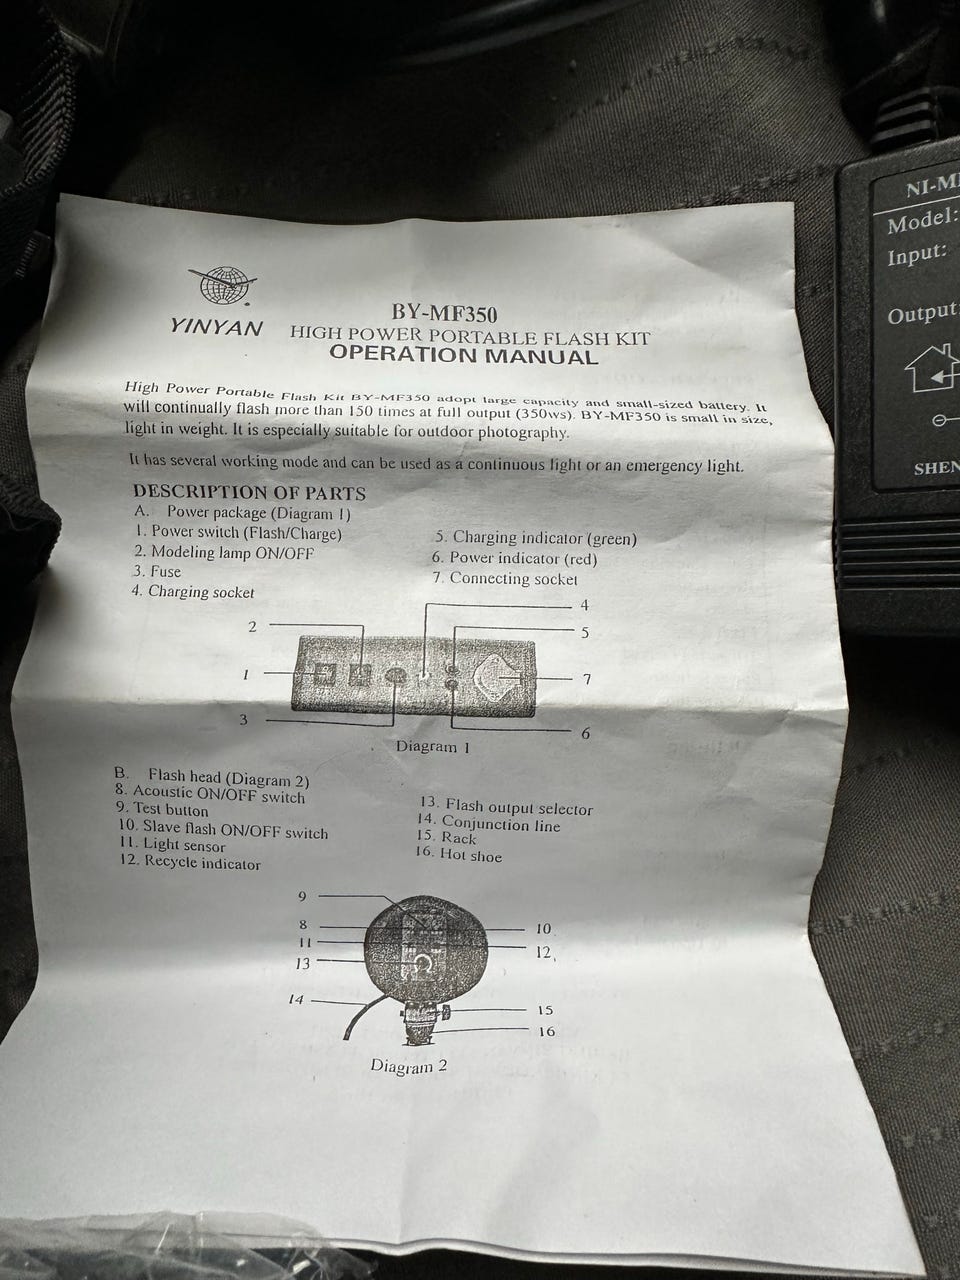 YINYAN
BY-MF350
HIGH POWER PORTABLE FLASH KIT
OPERATION MANUAL
High Power Portable Flash Kit BY-MF350 adopt large capacity and small-sized battery. It
will continually flash more than 150 times at full output (350ws). BY-MF350 is small in size,
light in weight. It is especially suitable for outdoor photography.
It has several working mode and can be used as a continuous light or an emergency light.
DESCRIPTION OF PARTS
A. Power package (Diagram 1)
1. Power switch (Flash/Charge)
2. Modeling lamp ON/OFF
3. Fuse
4. Charging socket
5. Charging indicator (green)
6. Power indicator (red)
7. Connecting socket
4
2
5
1
7
3
6
Diagram 1
B. Flash head (Diagram 2)
8. Acoustic ON/OFF switch
9. Test button
10. Slave flash ON/OFF switch
11. Light sensor
12. Recycle indicator
13. Flash output selector
14. Conjunction line
15. Rack
16. Hot shoe
9
8
10
11
12
13
14
15
16
Diagram 2
NI-M
Model:
Input:
Output:
SHEN